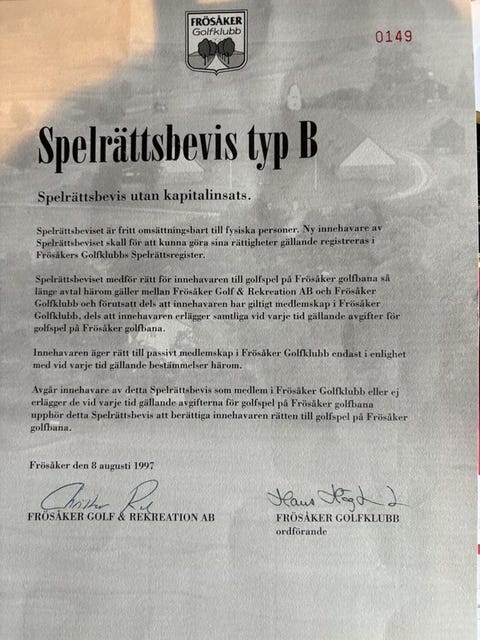 FRÖSÅKER
Golfklubb
0149
Spelrättsbevis typ B
Spelrättsbevis utan kapitalinsats.
Spelrättsbeviset är fritt omsättningsbart till fysiska personer. Ny innehavare av
Spelrättsbeviset skall för att kunna göra sina rättigheter gällande registreras i
Frösåkers Golfklubbs Spelrättsregister.
Spelrättsbeviset medför rätt för innehavaren till golfspel på Frösåker golfbana så
länge avtal härom gäller mellan Frösåker Golf & Rekreation AB och Frösåker
Golfklubb och förutsatt dels att innehavaren har giltigt medlemskap i Frösåker
Golfklubb, dels att innehavaren erlägger samtliga vid varje tid gällande avgifter för
golfspel på Frösåker golfbana.
Innehavaren äger rätt till passivt medlemskap i Frösåker Golfklubb endast i enlighet
med vid varje tid gällande bestämmelser härom.
Avgår innehavare av detta Spelrättsbevis som medlem i Frösåker Golfklubb eller ej
erlägger de vid varje tid gällande avgifterna för golfspel på Frösåker golfbana
upphör detta Spelrättsbevis att berättiga innehavaren rätten till golfspel på Frösåker
golfbana.
Frösåker den 8 augusti 1997
FRÖSÅKER GOLF & REKREATION AB
FRÖSÅKER GOLFKLUBB
ordförande